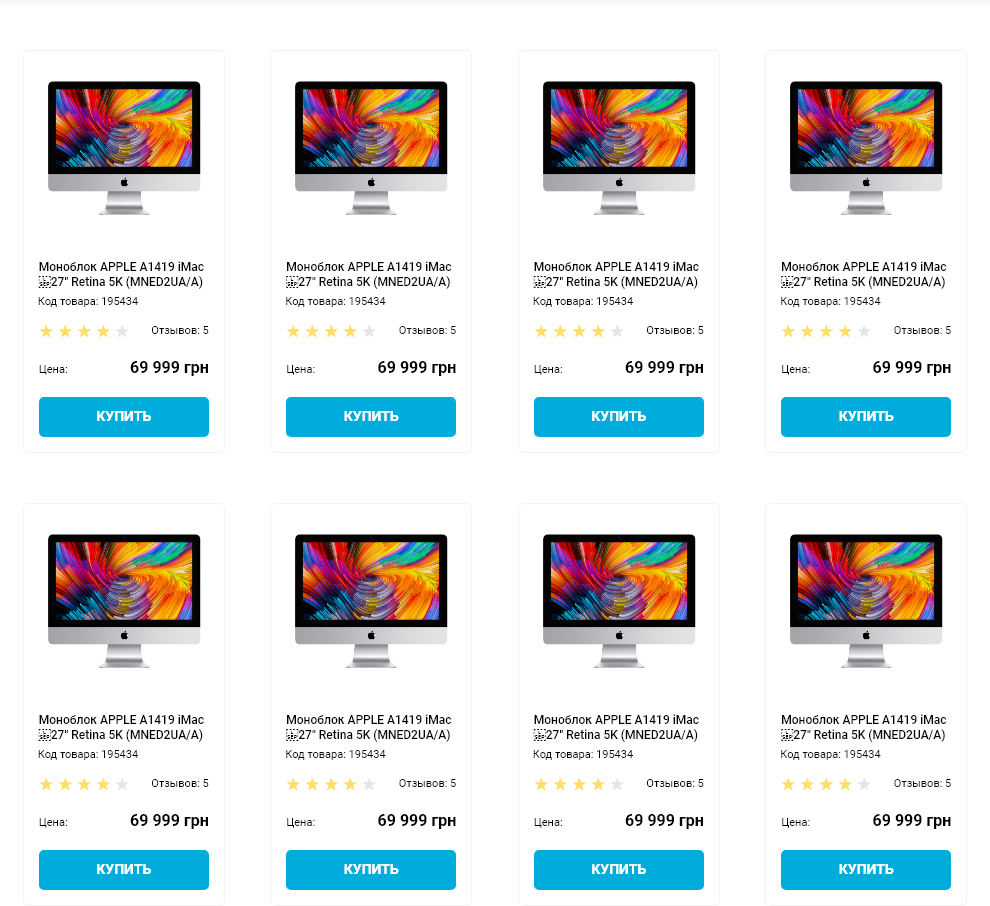 Моноблок APPLE A1419 iMac
27" Retina 5K (MNED2UA/A)
Код товара: 195434
Отзывов: 5
Цена: 69 999 грн
КУПИТЬ
Моноблок APPLE A1419 iMac
27" Retina 5K (MNED2UA/A)
Код товара: 195434
Отзывов: 5
Цена: 69 999 грн
КУПИТЬ
Моноблок APPLE A1419 iMac
27" Retina 5K (MNED2UA/A)
Код товара: 195434
Отзывов: 5
Цена: 69 999 грн
КУПИТЬ
Моноблок APPLE A1419 iMac
27" Retina 5K (MNED2UA/A)
Код товара: 195434
Отзывов: 5
Цена: 69 999 грн
КУПИТЬ
Моноблок APPLE A1419 iMac
27" Retina 5K (MNED2UA/A)
Код товара: 195434
Отзывов: 5
Цена: 69 999 грн
КУПИТЬ
Моноблок APPLE A1419 iMac
27" Retina 5K (MNED2UA/A)
Код товара: 195434
Отзывов: 5
Цена: 69 999 грн
КУПИТЬ
Моноблок APPLE A1419 iMac
27" Retina 5K (MNED2UA/A)
Код товара: 195434
Отзывов: 5
Цена: 69 999 грн
КУПИТЬ
Моноблок APPLE A1419 iMac
27" Retina 5K (MNED2UA/A)
Код товара: 195434
Отзывов: 5
Цена: 69 999 грн
КУПИТЬ